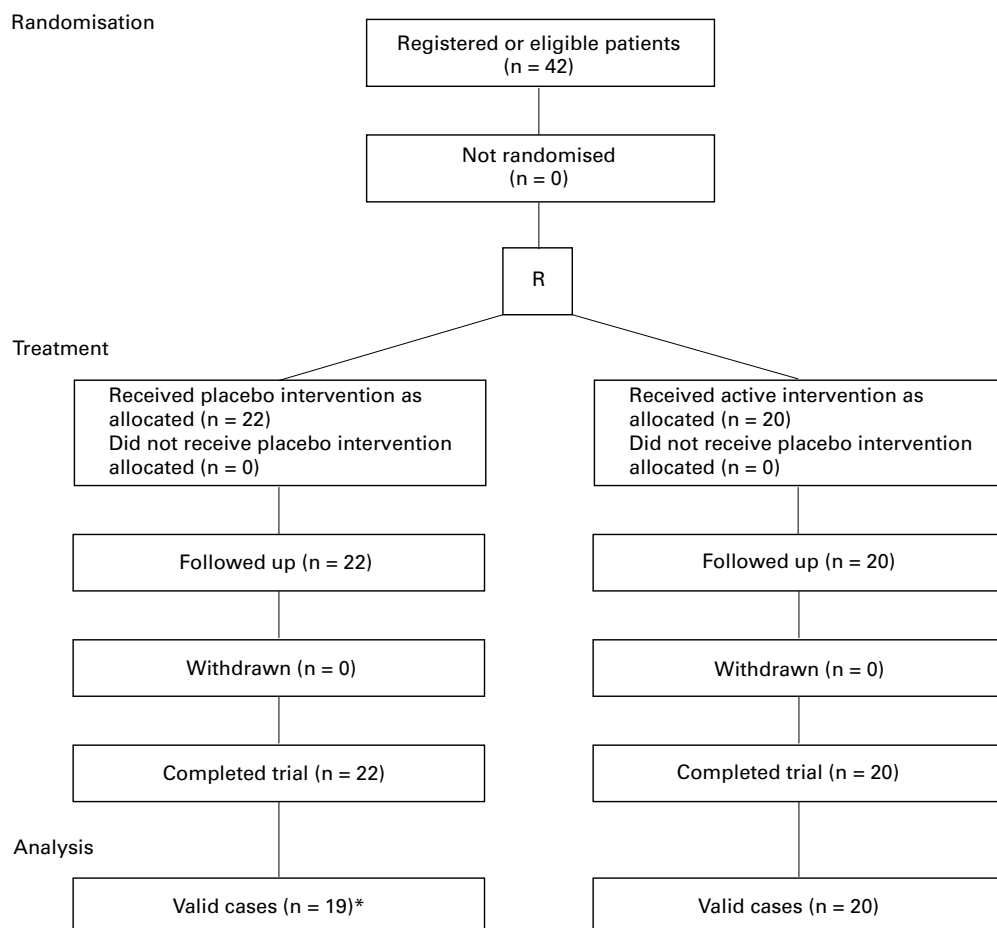 Randomisation
Registered or eligible patients
(n = 42)
Not randomised
(n = 0)
R
Treatment
Received placebo intervention as
allocated (n = 22)
Did not receive placebo intervention
allocated (n = 0)
Received active intervention as
allocated (n = 20)
Did not receive placebo intervention
allocated (n = 0)
Followed up (n = 22)
Followed up (n = 20)
Withdrawn (n = 0)
Withdrawn (n = 0)
Completed trial (n = 22)
Completed trial (n = 20)
Analysis
Valid cases (n = 19)*
Valid cases (n = 20)